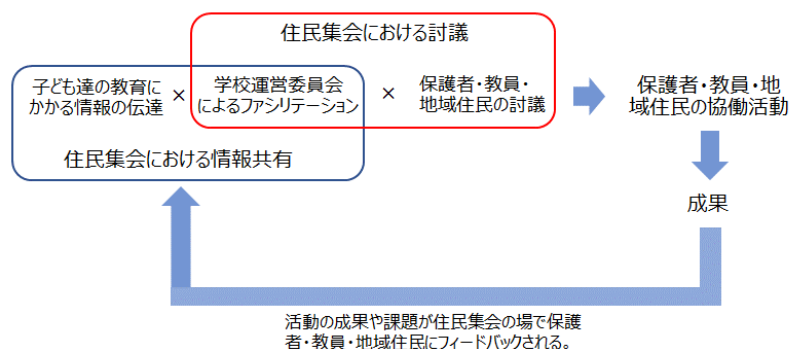 住民集会における討議
子ども達の教育に
かかる情報の伝達
×
学校運営委員会
によるファシリテーション
×
保護者・教員・
地域住民の討議
保護者・教員・地
域住民の協働活動
住民集会における情報共有
成果
活動の成果や課題が住民集会の場で保護
者・教員・地域住民にフィードバックされる。